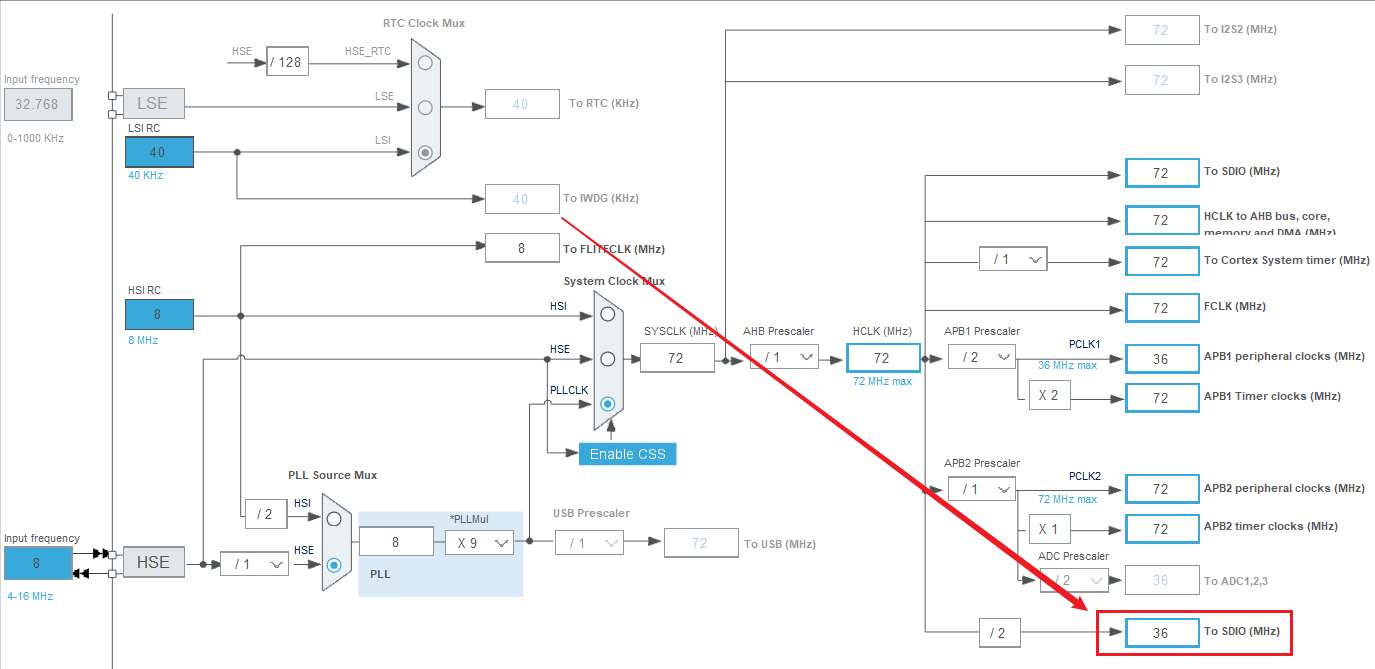 RTC Clock Mux
HSE
/ 128
HSE_RTC
72
To I2S2 (MHz)
Input frequency
32.768
0-1000 KHz
LSE
LSE
40
To RTC (KHz)
72
To I2S3 (MHz)
LSI RC
40
40 KHz
LSI
40
To IWDG (KHz)
72
To SDIO (MHz)
72
HCLK to AHB bus, core,
memory and DMA (MHz)
8
To FLITFCLK (MHz)
/ 1
72
To Cortex System timer (MHz)
System Clock Mux
HSI RC
8
8 MHz
HSI
72
FCLK (MHz)
SYSCLK (MHz)
AHB Prescaler
HCLK (MHz)
APB1 Prescaler
HSE
72
/ 1
72
72 MHz max
/ 2
PCLK1
36 MHz max
36
APB1 peripheral clocks (MHz)
PLLCLK
X 2
72
APB1 Timer clocks (MHz)
Enable CSS
APB2 Prescaler
PLL Source Mux
/ 1
PCLK2
72 MHz max
72
APB2 peripheral clocks (MHz)
/ 2
HSI
*PLLMul
USB Prescaler
X 1
72
APB2 timer clocks (MHz)
Input frequency
8
4-16 MHz
HSE
/ 1
HSE
8
X 9
PLL
/ 1
72
To USB (MHz)
ADC Prescaler
/ 2
36
To ADC1,2,3
/ 2
36
To SDIO (MHz)